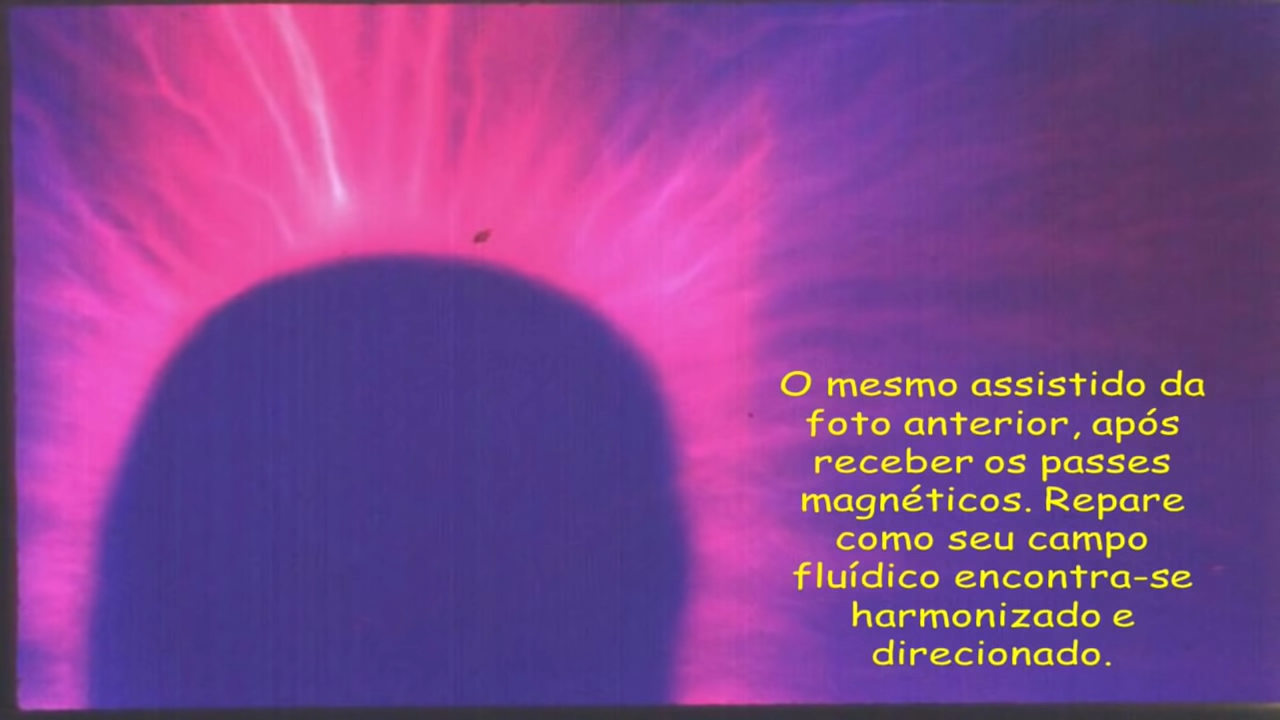 O mesmo assistido da
foto anterior, após
receber os passes
magnéticos. Repare
como seu campo
fluídico encontra-se
harmonizado e
direcionado.